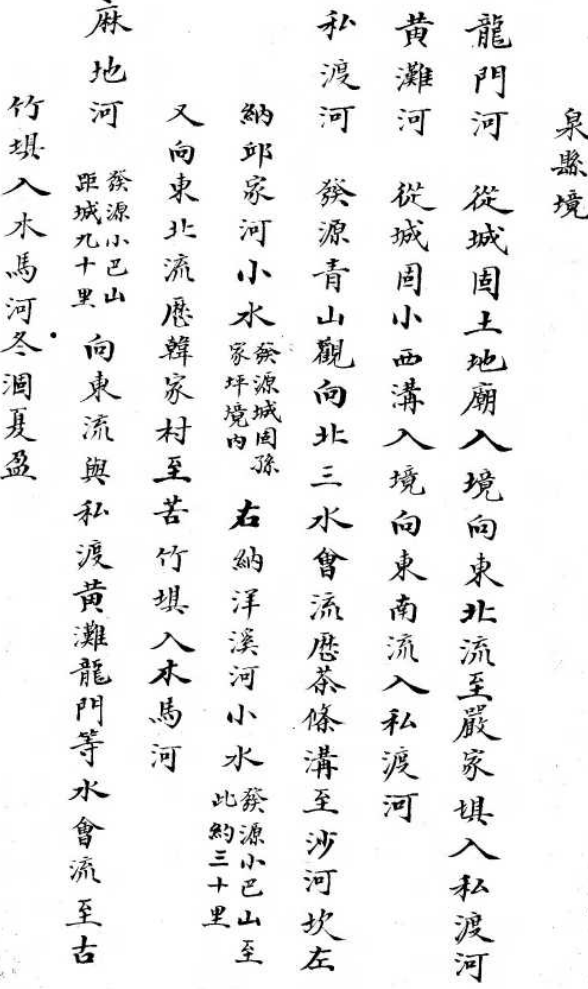 泉縣境
龍門河　從城固土地廟入境向東北流至嚴家垻入私渡河
黃灘河　從城固小西溝入境向東南流入私渡河
私渡河　發源青山觀向北三水會流歷茶條溝至沙河坎左
納邱家河小水發源城固孫家坪境內右納洋溪河小水發源小巴山至此約三十里
又向東北流歷韓家村至苦竹垻入木馬河
麻地河　發源小巴山距城九十里向東流與私渡黃灘龍門等水會流至古
竹垻入木馬河冬涸夏盈